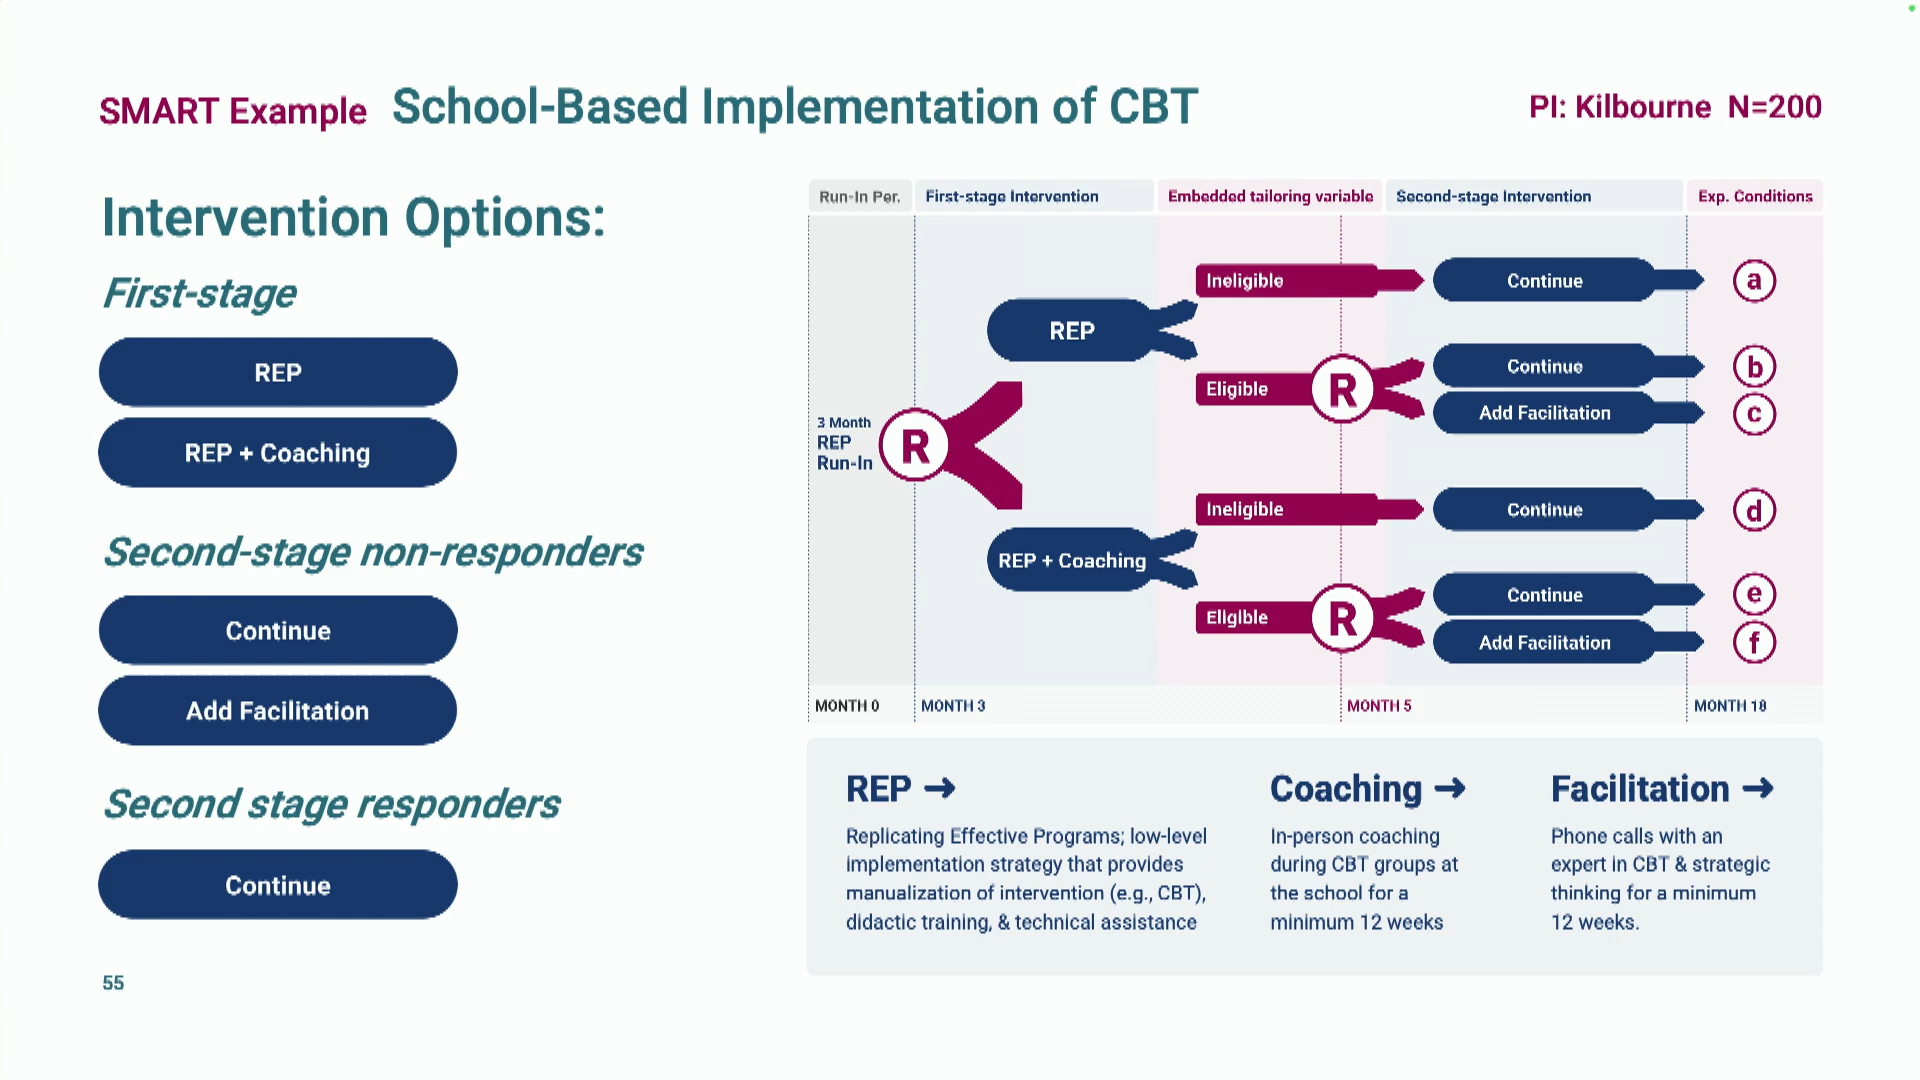 SMART Example School-Based Implementation of CBT
PI: Kilbourne N=200
Intervention Options:
First-stage
REP
REP + Coaching
Second-stage non-responders
Continue
Add Facilitation
Second stage responders
Continue
55
Run-In Per.
First-stage Intervention
Embedded tailoring variable
Second-stage Intervention
Exp. Conditions
3 Month
REP
Run-In
R
REP
Ineligible
Continue
a
Eligible
R
Continue
b
Add Facilitation
c
REP + Coaching
Ineligible
Continue
d
Eligible
R
Continue
e
Add Facilitation
f
MONTH 0
MONTH 3
MONTH 5
MONTH 18
REP →
Replicating Effective Programs; low-level
implementation strategy that provides
manualization of intervention (e.g., CBT),
didactic training, & technical assistance
Coaching →
In-person coaching
during CBT groups at
the school for a
minimum 12 weeks
Facilitation →
Phone calls with an
expert in CBT & strategic
thinking for a minimum
12 weeks.